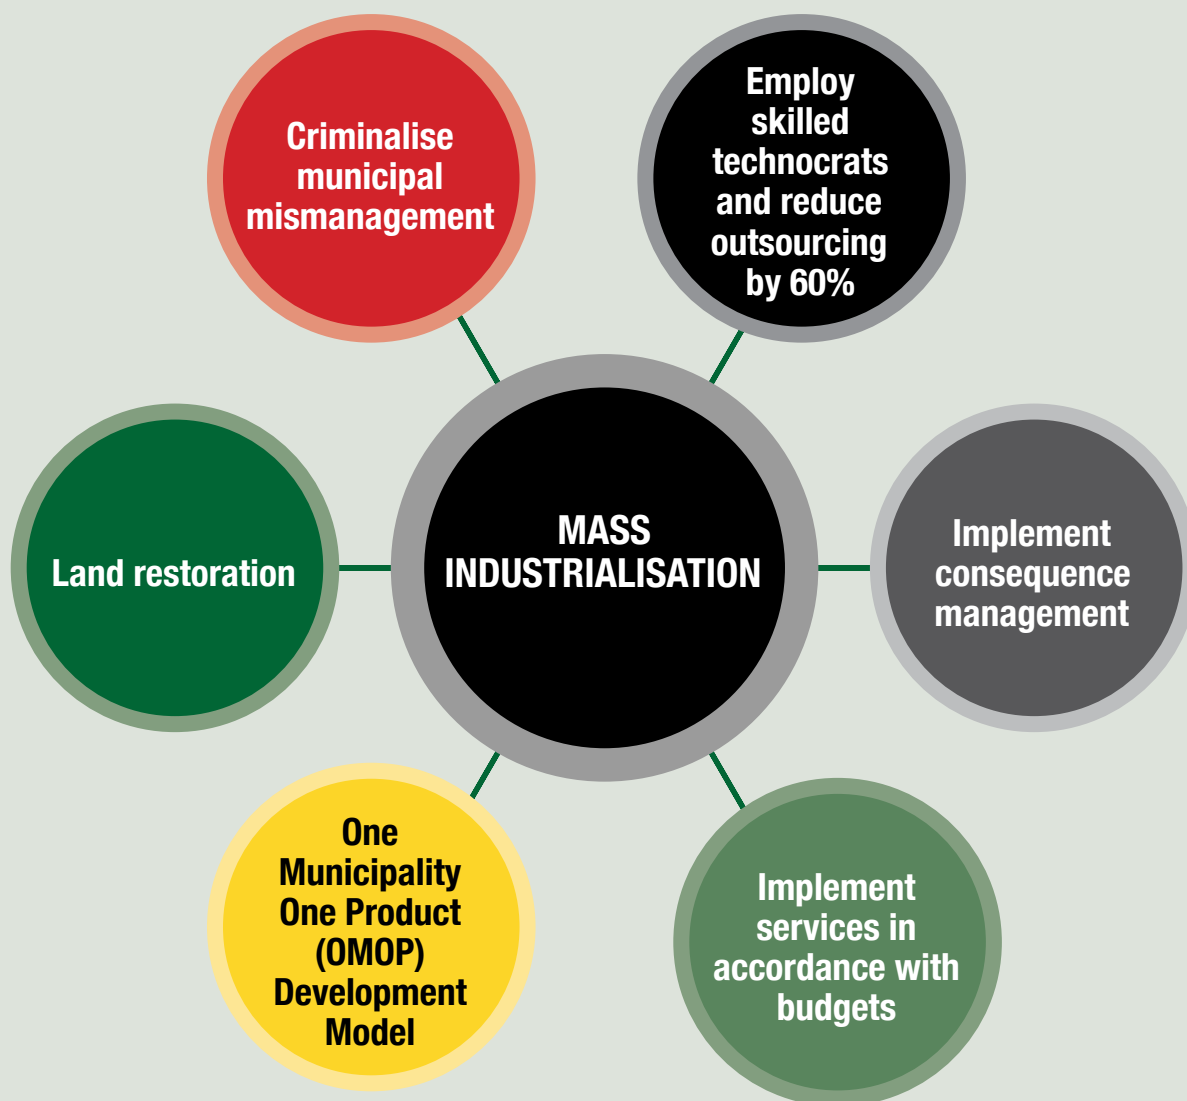 Criminalise
municipal
mismanagement
Employ
skilled
technocrats
and reduce
outsourcing
by 60%
Land restoration
MASS
INDUSTRIALISATION
Implement
consequence
management
One
Municipality
One Product
(OMOP)
Development
Model
Implement
services in
accordance with
budgets